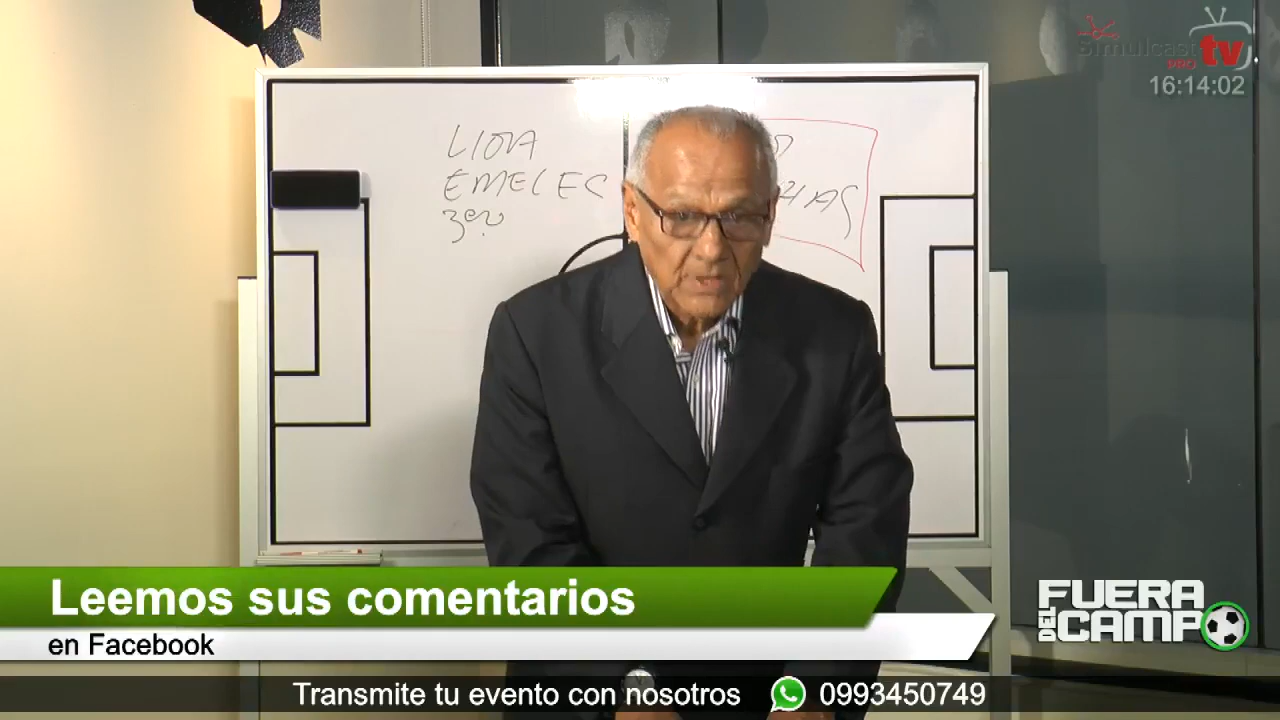 Simulcast tv
PRO
16:14:02
LIGA
EMELEC
3ero
Leemos sus comentarios
en Facebook
FUERA
DEL CAMPO
Transmite tu evento con nosotros 0993450749